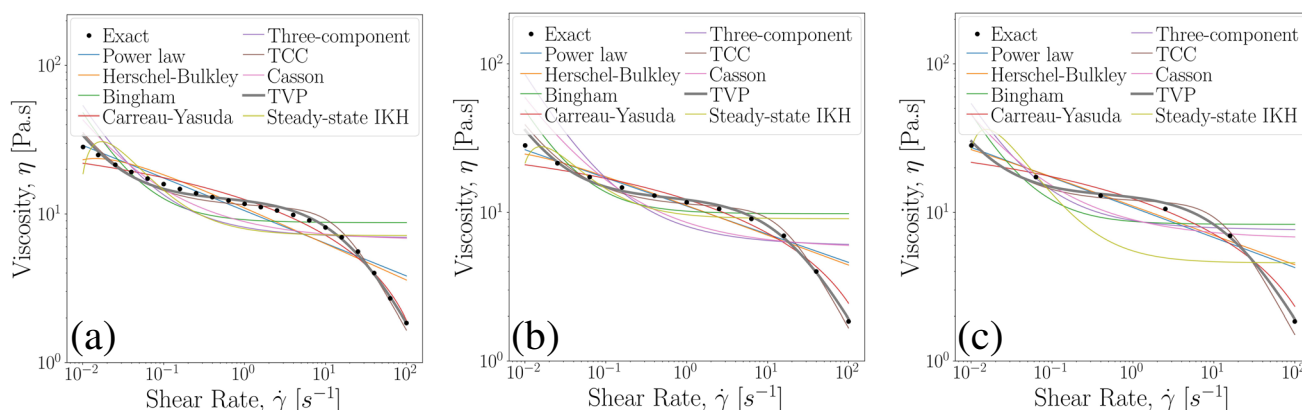 Exact
Power law
Herschel-Bulkley
Bingham
Carreau-Yasuda
Three-component
TCC
Casson
TVP
Steady-state IKH
Viscosity, η [Pa.s]
10²
10¹
10⁰
(a)
10⁻² 10⁻¹ 10⁰ 10¹ 10²
Shear Rate, γ̇ [s⁻¹]
Exact
Power law
Herschel-Bulkley
Bingham
Carreau-Yasuda
Three-component
TCC
Casson
TVP
Steady-state IKH
Viscosity, η [Pa.s]
10²
10¹
10⁰
(b)
10⁻² 10⁻¹ 10⁰ 10¹ 10²
Shear Rate, γ̇ [s⁻¹]
Exact
Power law
Herschel-Bulkley
Bingham
Carreau-Yasuda
Three-component
TCC
Casson
TVP
Steady-state IKH
Viscosity, η [Pa.s]
10²
10¹
10⁰
(c)
10⁻² 10⁻¹ 10⁰ 10¹ 10²
Shear Rate, γ̇ [s⁻¹]